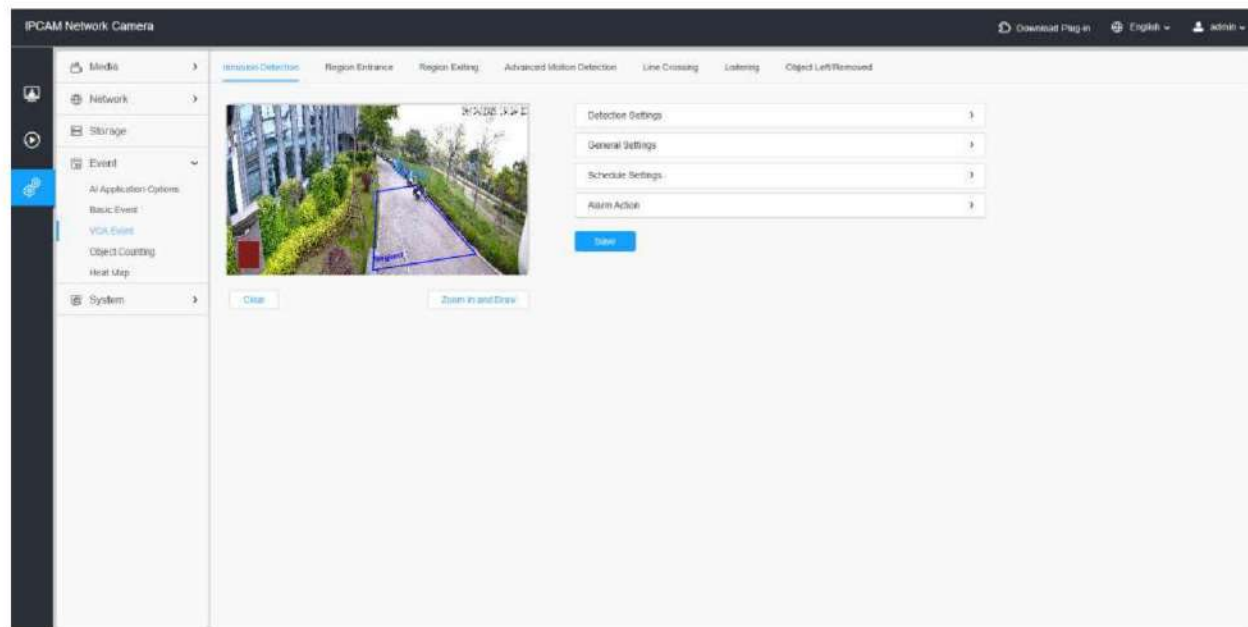 IPCAM Network Camera
Download Plug-in
English
admin
Media
Network
Storage
Event
AI Application Options
Basic Event
VCA Event
Object Counting
Heat Map
System
Intrusion Detection Region Entrance Region Exiting Advanced Motion Detection Line Crossing Loitering Object Left/Removed
Region1
Clear
Zoom In and Draw
Detection Settings
General Settings
Schedule Settings
Alarm Action
Save